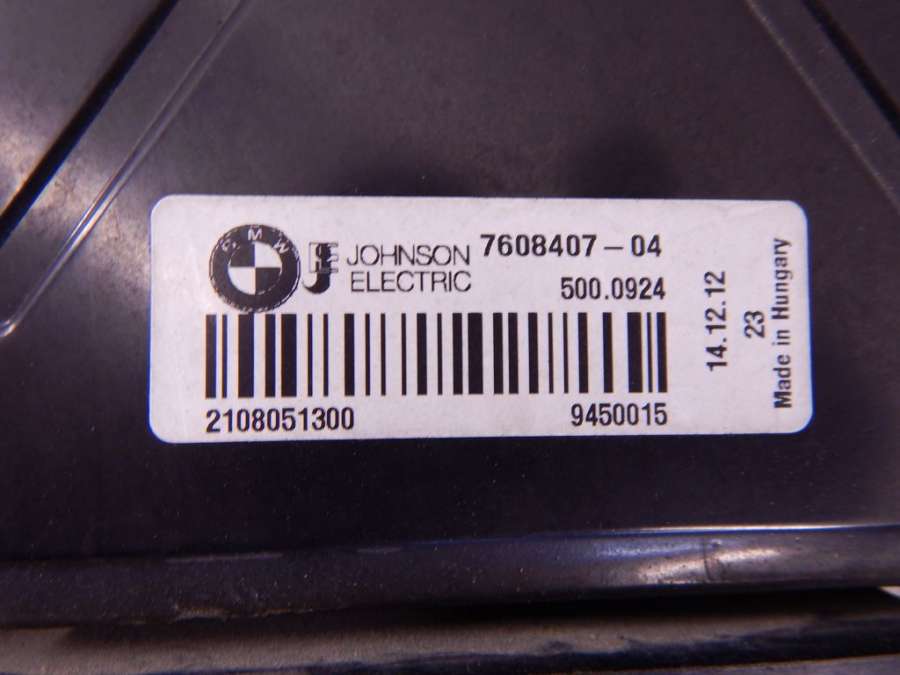 BMW
JOHNSON
ELECTRIC
7608407-04
500.0924
2108051300
9450015
14.12.12
23
Made in Hungary